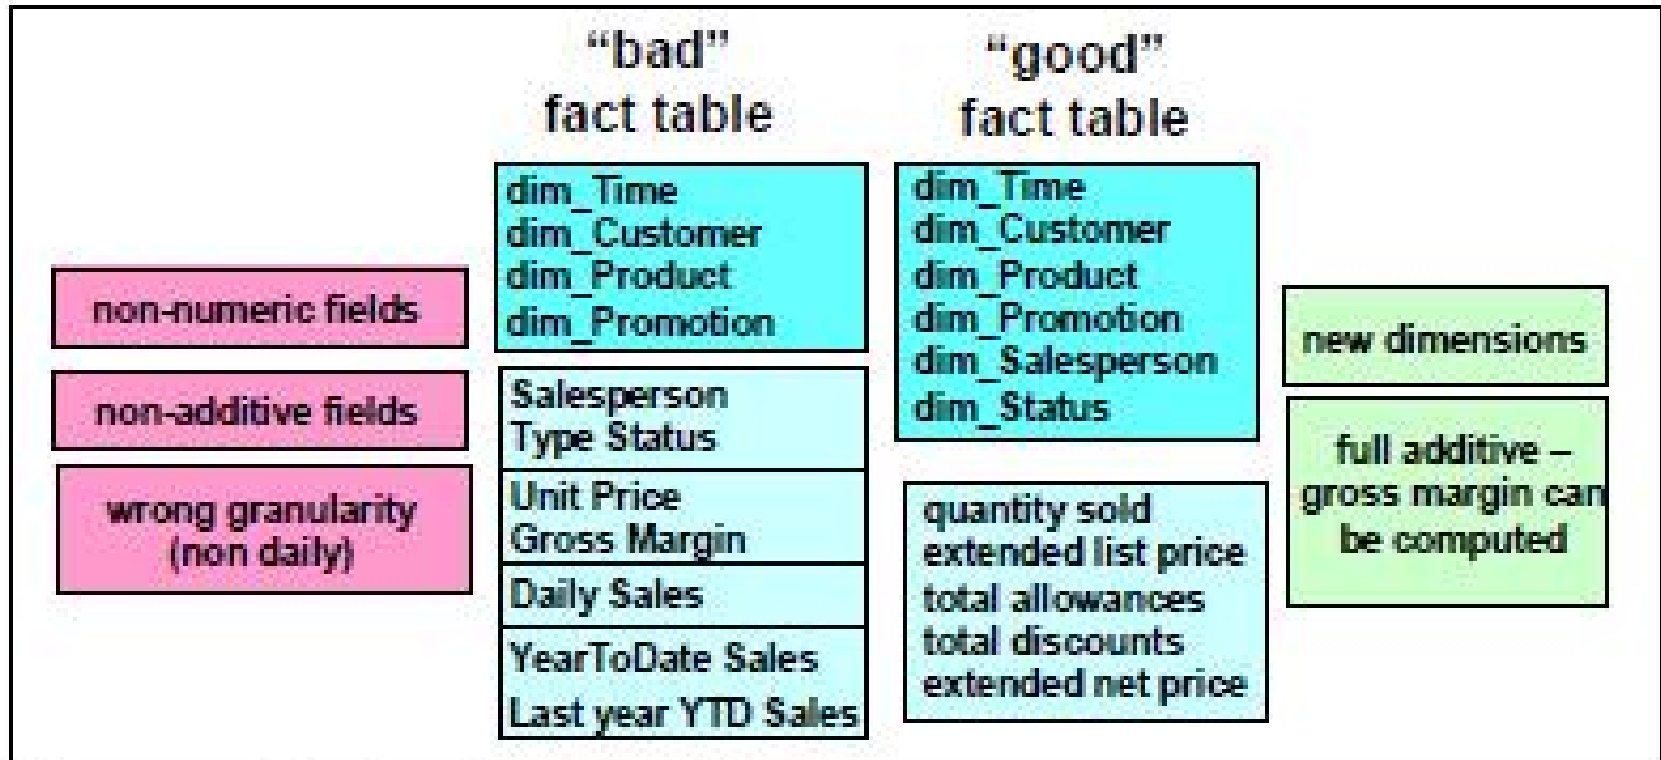 “bad”
fact table
“good”
fact table
non-numeric fields
non-additive fields
wrong granularity
(non daily)
dim_Time
dim_Customer
dim_Product
dim_Promotion
Salesperson
Type Status
Unit Price
Gross Margin
Daily Sales
YearToDate Sales
Last year YTD Sales
dim_Time
dim_Customer
dim_Product
dim_Promotion
dim_Salesperson
dim_Status
quantity sold
extended list price
total allowances
total discounts
extended net price
new dimensions
full additive –
gross margin can
be computed